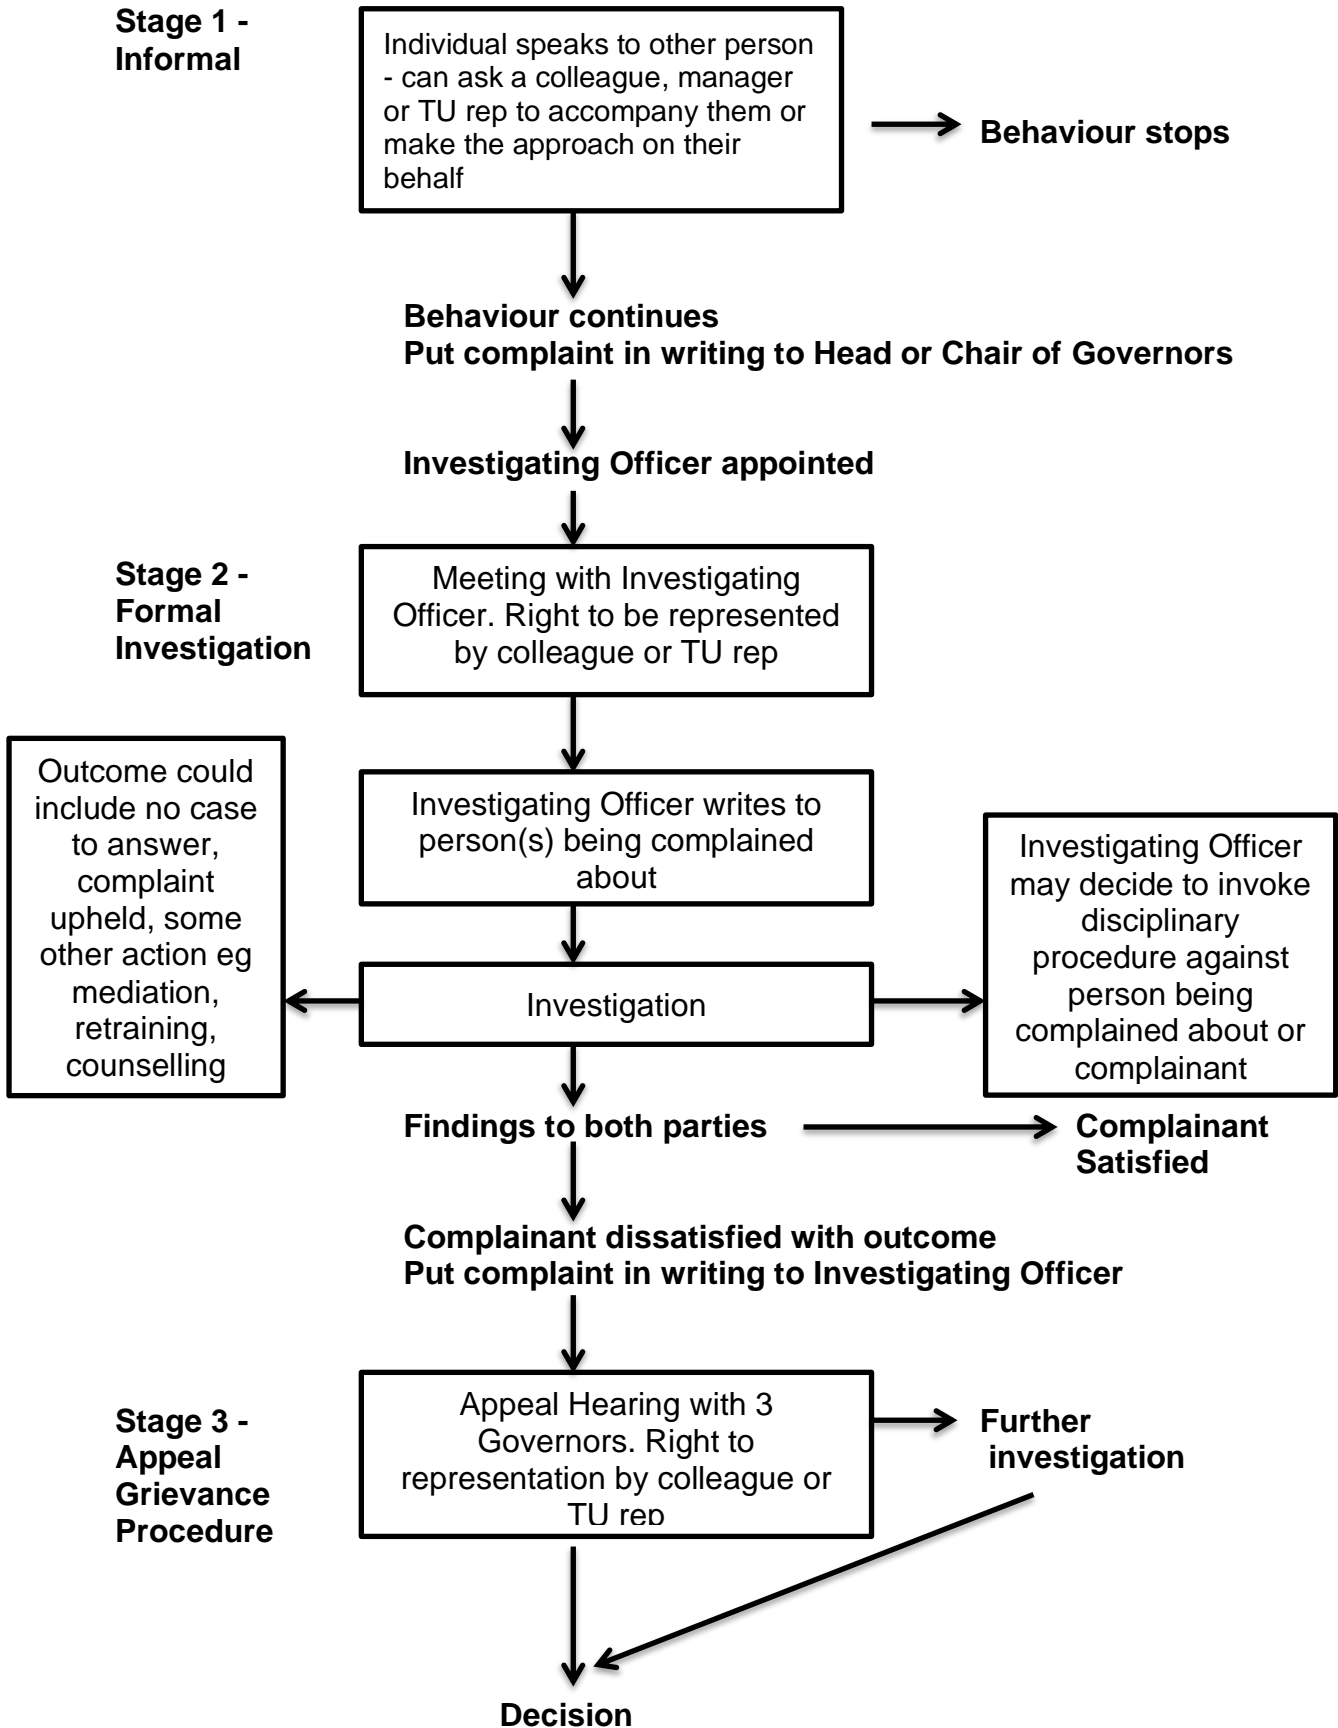 Stage 1 -
Informal
Individual speaks to other person
- can ask a colleague, manager
or TU rep to accompany them or
make the approach on their
behalf
Behaviour stops
Behaviour continues
Put complaint in writing to Head or Chair of Governors
Investigating Officer appointed
Stage 2 -
Formal
Investigation
Meeting with Investigating
Officer. Right to be represented
by colleague or TU rep
Investigating Officer writes to
person(s) being complained
about
Outcome could
include no case
to answer,
complaint
upheld, some
other action eg
mediation,
retraining,
counselling
Investigation
Investigating Officer
may decide to invoke
disciplinary
procedure against
person being
complained about or
complainant
Findings to both parties
Complainant
Satisfied
Complainant dissatisfied with outcome
Put complaint in writing to Investigating Officer
Stage 3 -
Appeal
Grievance
Procedure
Appeal Hearing with 3
Governors. Right to
representation by colleague or
TU rep
Further
investigation
Decision